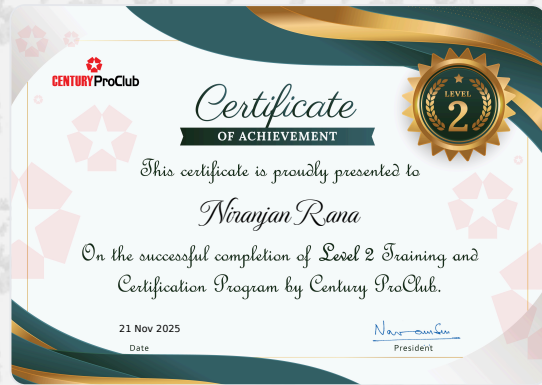 CENTURY ProClub
LEVEL
2
Certificate
OF ACHIEVEMENT
This certificate is proudly presented to
Niranjan Rana
On the successful completion of Level 2 Training and
Certification Program by Century ProClub.
21 Nov 2025
Date
President